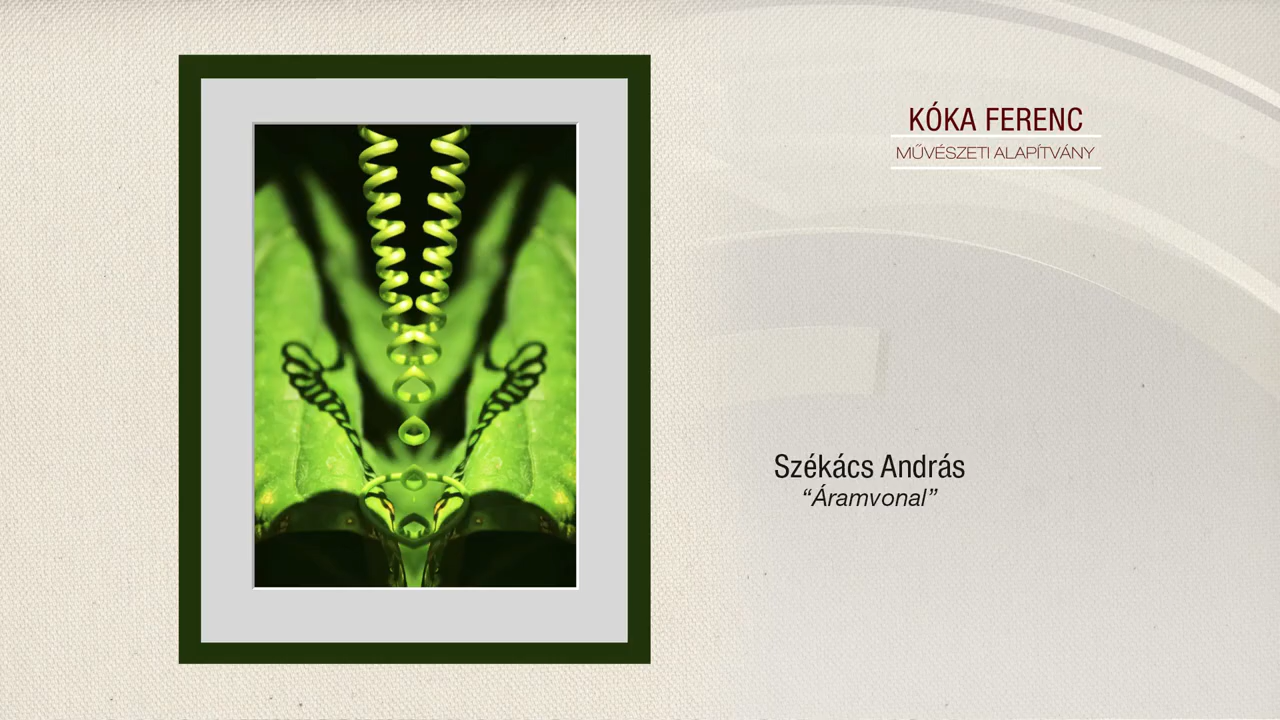 KÓKA FERENC
MŰVÉSZETI ALAPÍTVÁNY
Székács András
“Áramvonal”